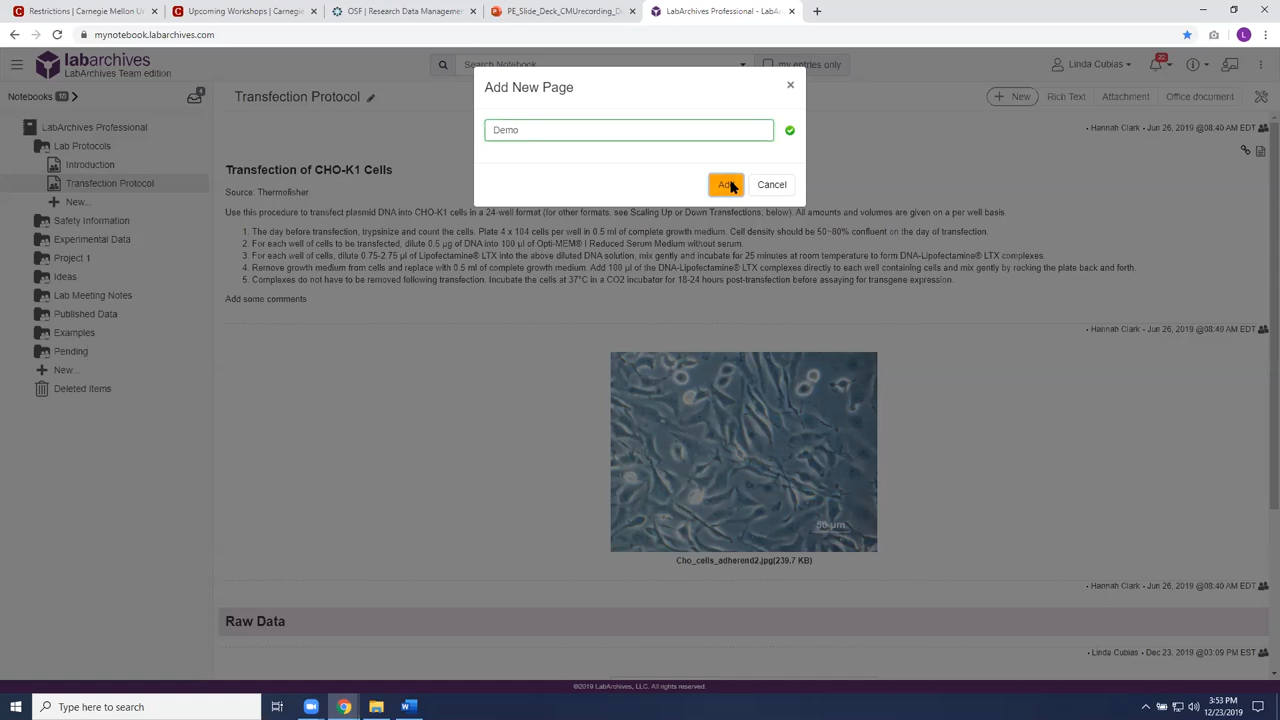 Restrictions | Carnegie Mellon Un
Upcoming Workshops | Carnegie
OSF | Research Data Management
PE_Slide_Deck_CMUrecording_De
LabArchives Professional - LabA
mynotebook.labarchives.com
L
labarchives
LabArchives Team edition
Search Notebook
my entries only
Linda Cubias
22
Notebooks 17
4
Transfection Protocol
New
Rich Text
Attachment
Office document
Add New Page
×
Demo
Add
Cancel
LabArchives Professional
Lab Protocols
Introduction
Transfection Protocol
New...
Safety Information
Experimental Data
Project 1
Ideas
Lab Meeting Notes
Published Data
Examples
Pending
New...
Deleted Items
Hannah Clark - Jun 26, 2019 @08:40 AM EDT
Transfection of CHO-K1 Cells
Source: Thermofisher
Use this procedure to transfect plasmid DNA into CHO-K1 cells in a 24-well format (for other formats, see Scaling Up or Down Transfections, below). All amounts and volumes are given on a per well basis.
1. The day before transfection, trypsinize and count the cells. Plate 4 x 104 cells per well in 0.5 ml of complete growth medium. Cell density should be 50~80% confluent on the day of transfection.
2. For each well of cells to be transfected, dilute 0.5 μg of DNA into 100 μl of Opti-MEM® I Reduced Serum Medium without serum.
3. For each well of cells, dilute 0.75-2.75 μl of Lipofectamine® LTX into the above diluted DNA solution, mix gently and incubate for 25 minutes at room temperature to form DNA-Lipofectamine® LTX complexes.
4. Remove growth medium from cells and replace with 0.5 ml of complete growth medium. Add 100 μl of the DNA-Lipofectamine® LTX complexes directly to each well containing cells and mix gently by rocking the plate back and forth.
5. Complexes do not have to be removed following transfection. Incubate the cells at 37°C in a CO2 incubator for 18-24 hours post-transfection before assaying for transgene expression.
Add some comments
Hannah Clark - Jun 26, 2019 @08:40 AM EDT
50 μm
Cho_cells_adherend2.jpg(239.7 KB)
Hannah Clark - Jun 26, 2019 @08:40 AM EDT
Raw Data
Linda Cubias - Dec 23, 2019 @03:09 PM EST
©2019 LabArchives, LLC. All rights reserved.
Type here to search
3:53 PM
12/23/2019